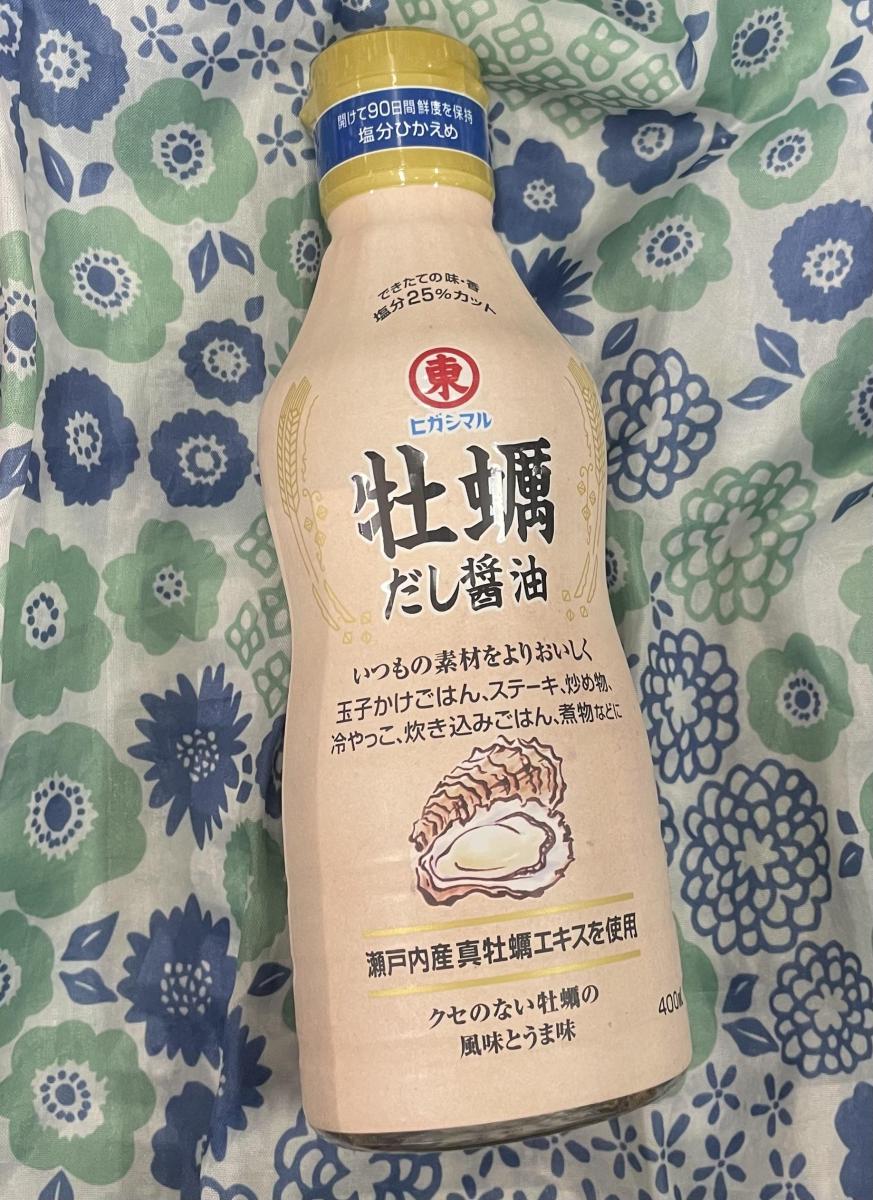 開けて90日間鮮度を保持
塩分ひかえめ
できたての味・香
塩分25%カット
東
ヒガシマル
牡蠣
だし醤油
いつもの素材をよりおいしく
玉子かけごはん、ステーキ、炒め物、
冷やっこ、炊き込みごはん、煮物などに
瀬戸内産真牡蠣エキスを使用
クセのない牡蠣の
風味とうま味
400ml